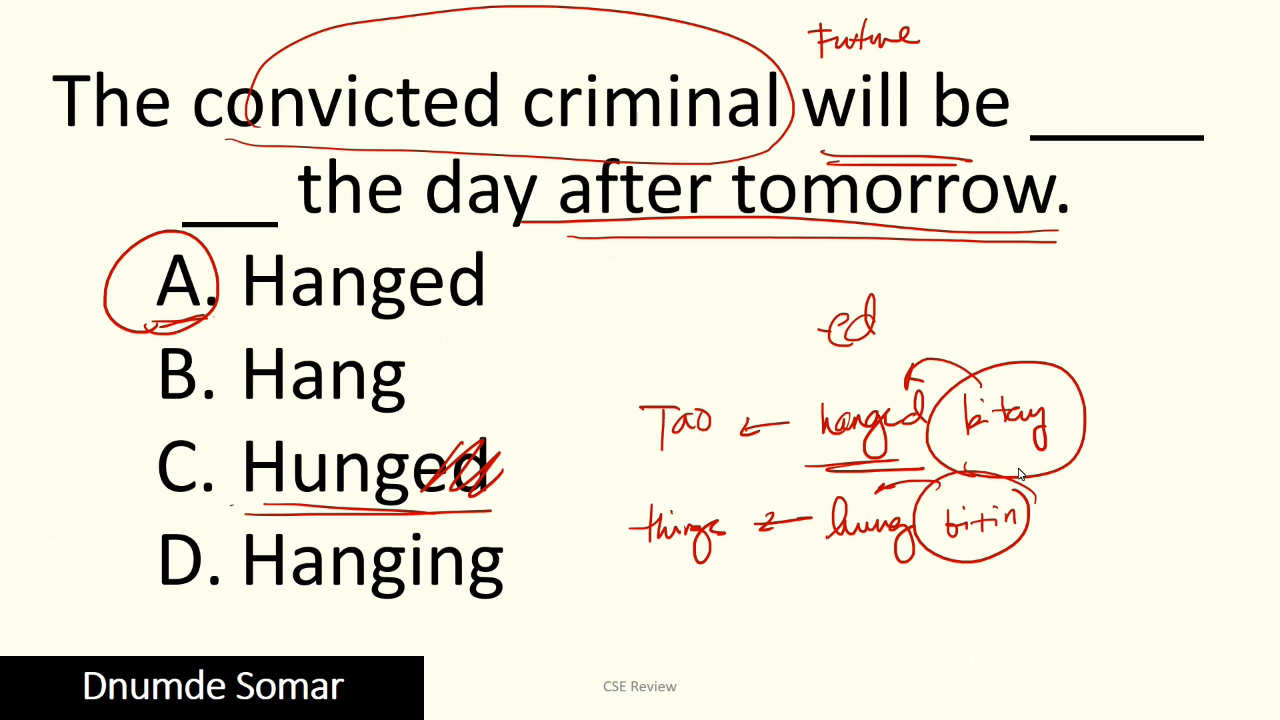 Future
The convicted criminal will be _____
___ the day after tomorrow.
A. Hanged
B. Hang
C. Hunged
D. Hanging
-ed
Tao ← hanged bitay
things ← hung bitin
Dnumde Somar
CSE Review